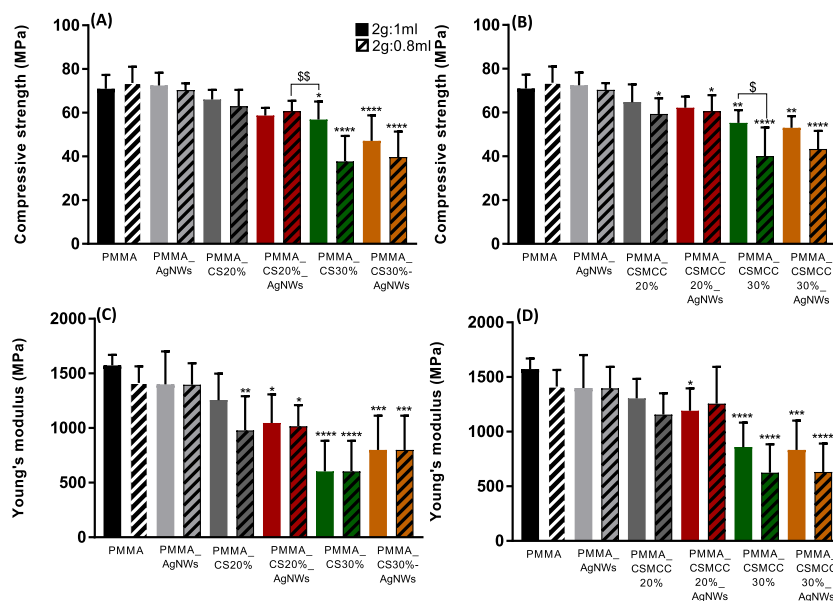 (A)
2g:1ml
2g:0.8ml
Compressive strength (MPa)
100
80
60
40
20
0
$$
*
****
****
****
PMMA
PMMA_
AgNWs
PMMA_
CS20%
PMMA_
CS20%_
AgNWs
PMMA_
CS30%
PMMA_
CS30%-
AgNWs
(B)
Compressive strength (MPa)
100
80
60
40
20
0
*
*
**
$
****
**
****
PMMA
PMMA_
AgNWs
PMMA_
CSMCC
20%
PMMA_
CSMCC
20%_
AgNWs
PMMA_
CSMCC
30%
PMMA_
CSMCC
30%_
AgNWs
(C)
Young's modulus (MPa)
2000
1500
1000
500
0
**
*
*
****
****
***
***
PMMA
PMMA_
AgNWs
PMMA_
CS20%
PMMA_
CS20%_
AgNWs
PMMA_
CS30%
PMMA_
CS30%-
AgNWs
(D)
Young's modulus (MPa)
2000
1500
1000
500
0
*
****
****
***
****
PMMA
PMMA_
AgNWs
PMMA_
CSMCC
20%
PMMA_
CSMCC
20%_
AgNWs
PMMA_
CSMCC
30%
PMMA_
CSMCC
30%_
AgNWs